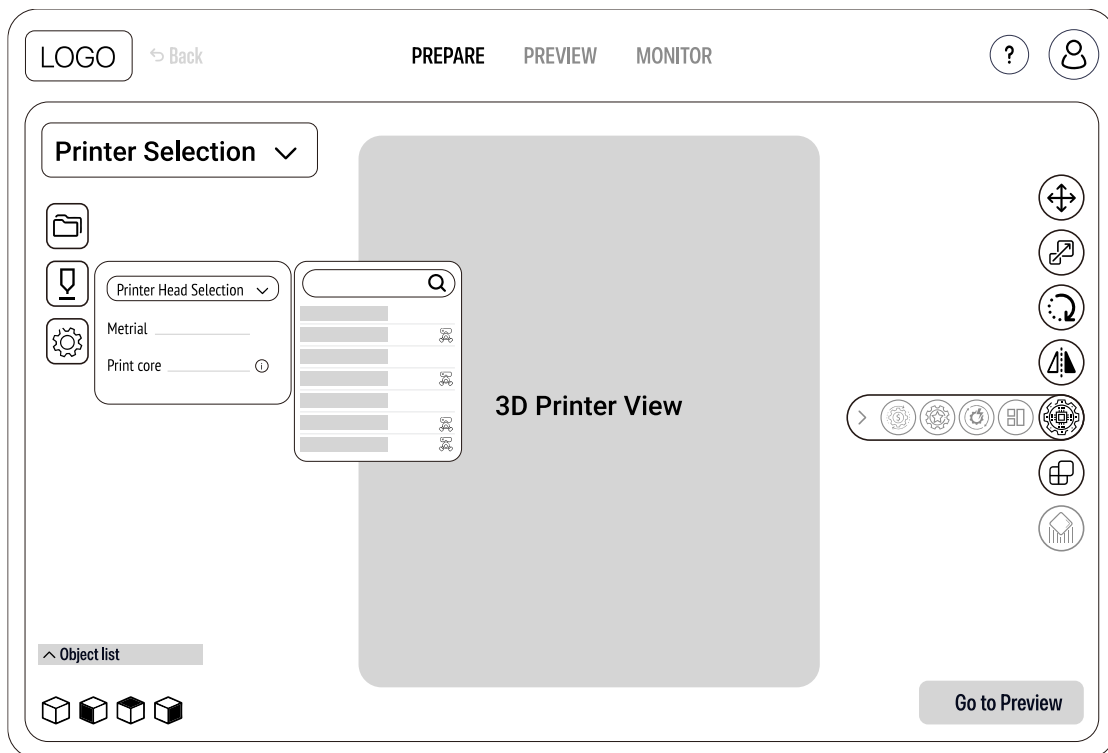 LOGO
Back
PREPARE
PREVIEW
MONITOR
?
Printer Selection
Printer Head Selection
Metrial
Print core
3D Printer View
Object list
Go to Preview